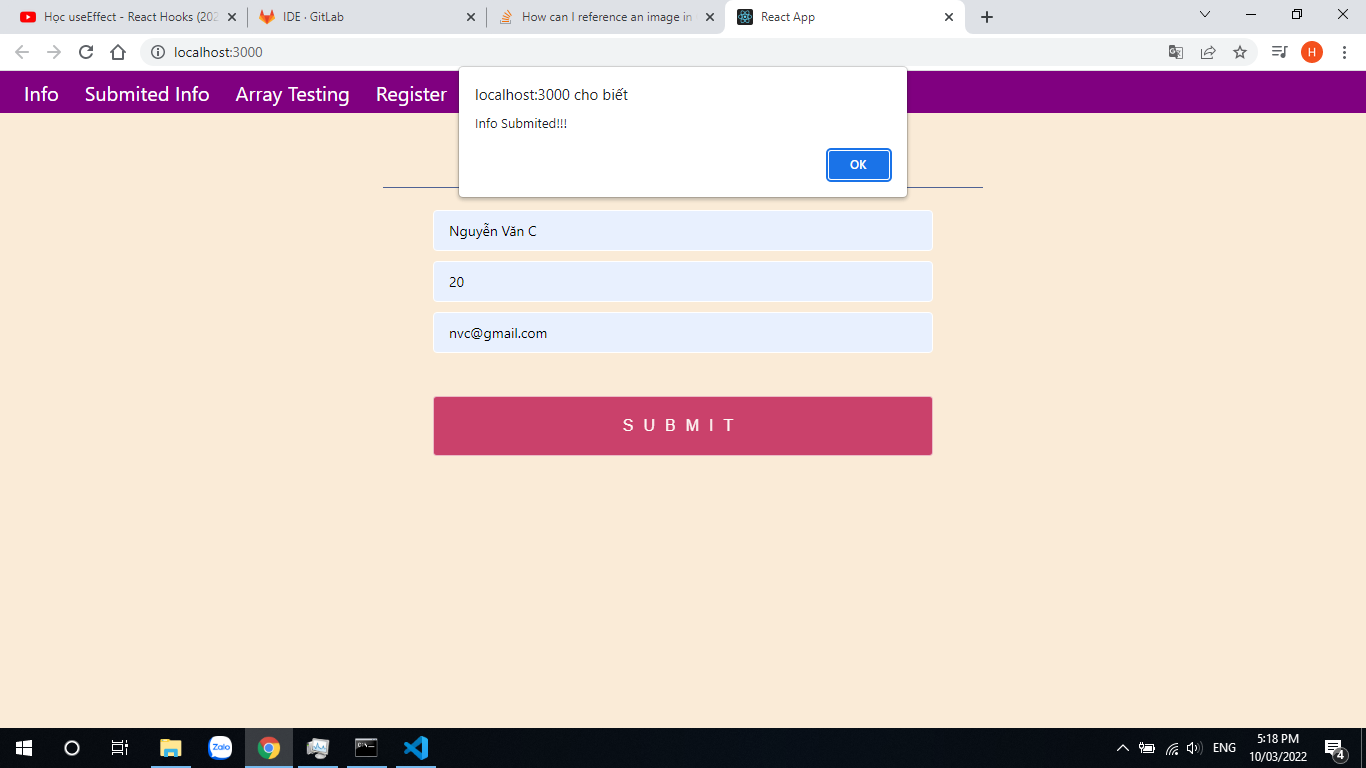 Học useEffect - React Hooks (202
IDE · GitLab
How can I reference an image in
React App
localhost:3000
H
Info
Submited Info
Array Testing
Register
localhost:3000 cho biết
Info Submited!!!
OK
Nguyễn Văn C
20
nvc@gmail.com
SUBMIT
Zalo
ENG
5:18 PM
10/03/2022
4